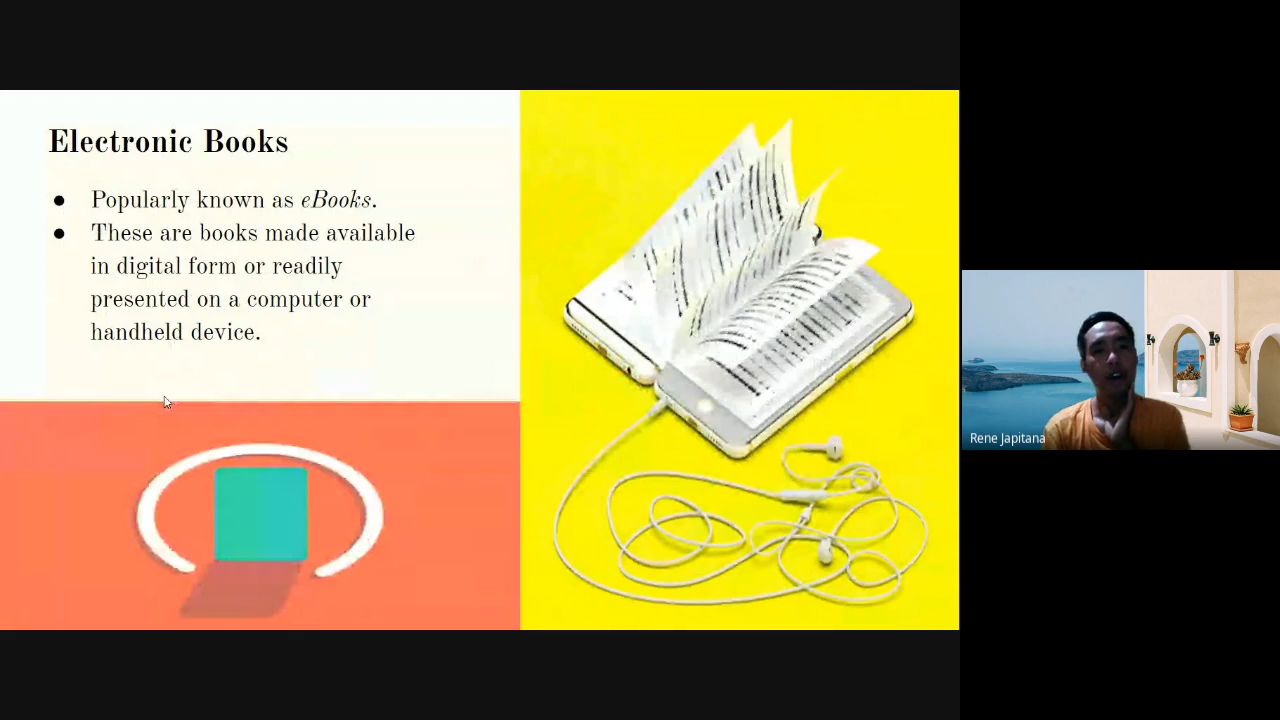 Electronic Books
● Popularly known as eBooks.
● These are books made available
in digital form or readily
presented on a computer or
handheld device.
Rene Japitana